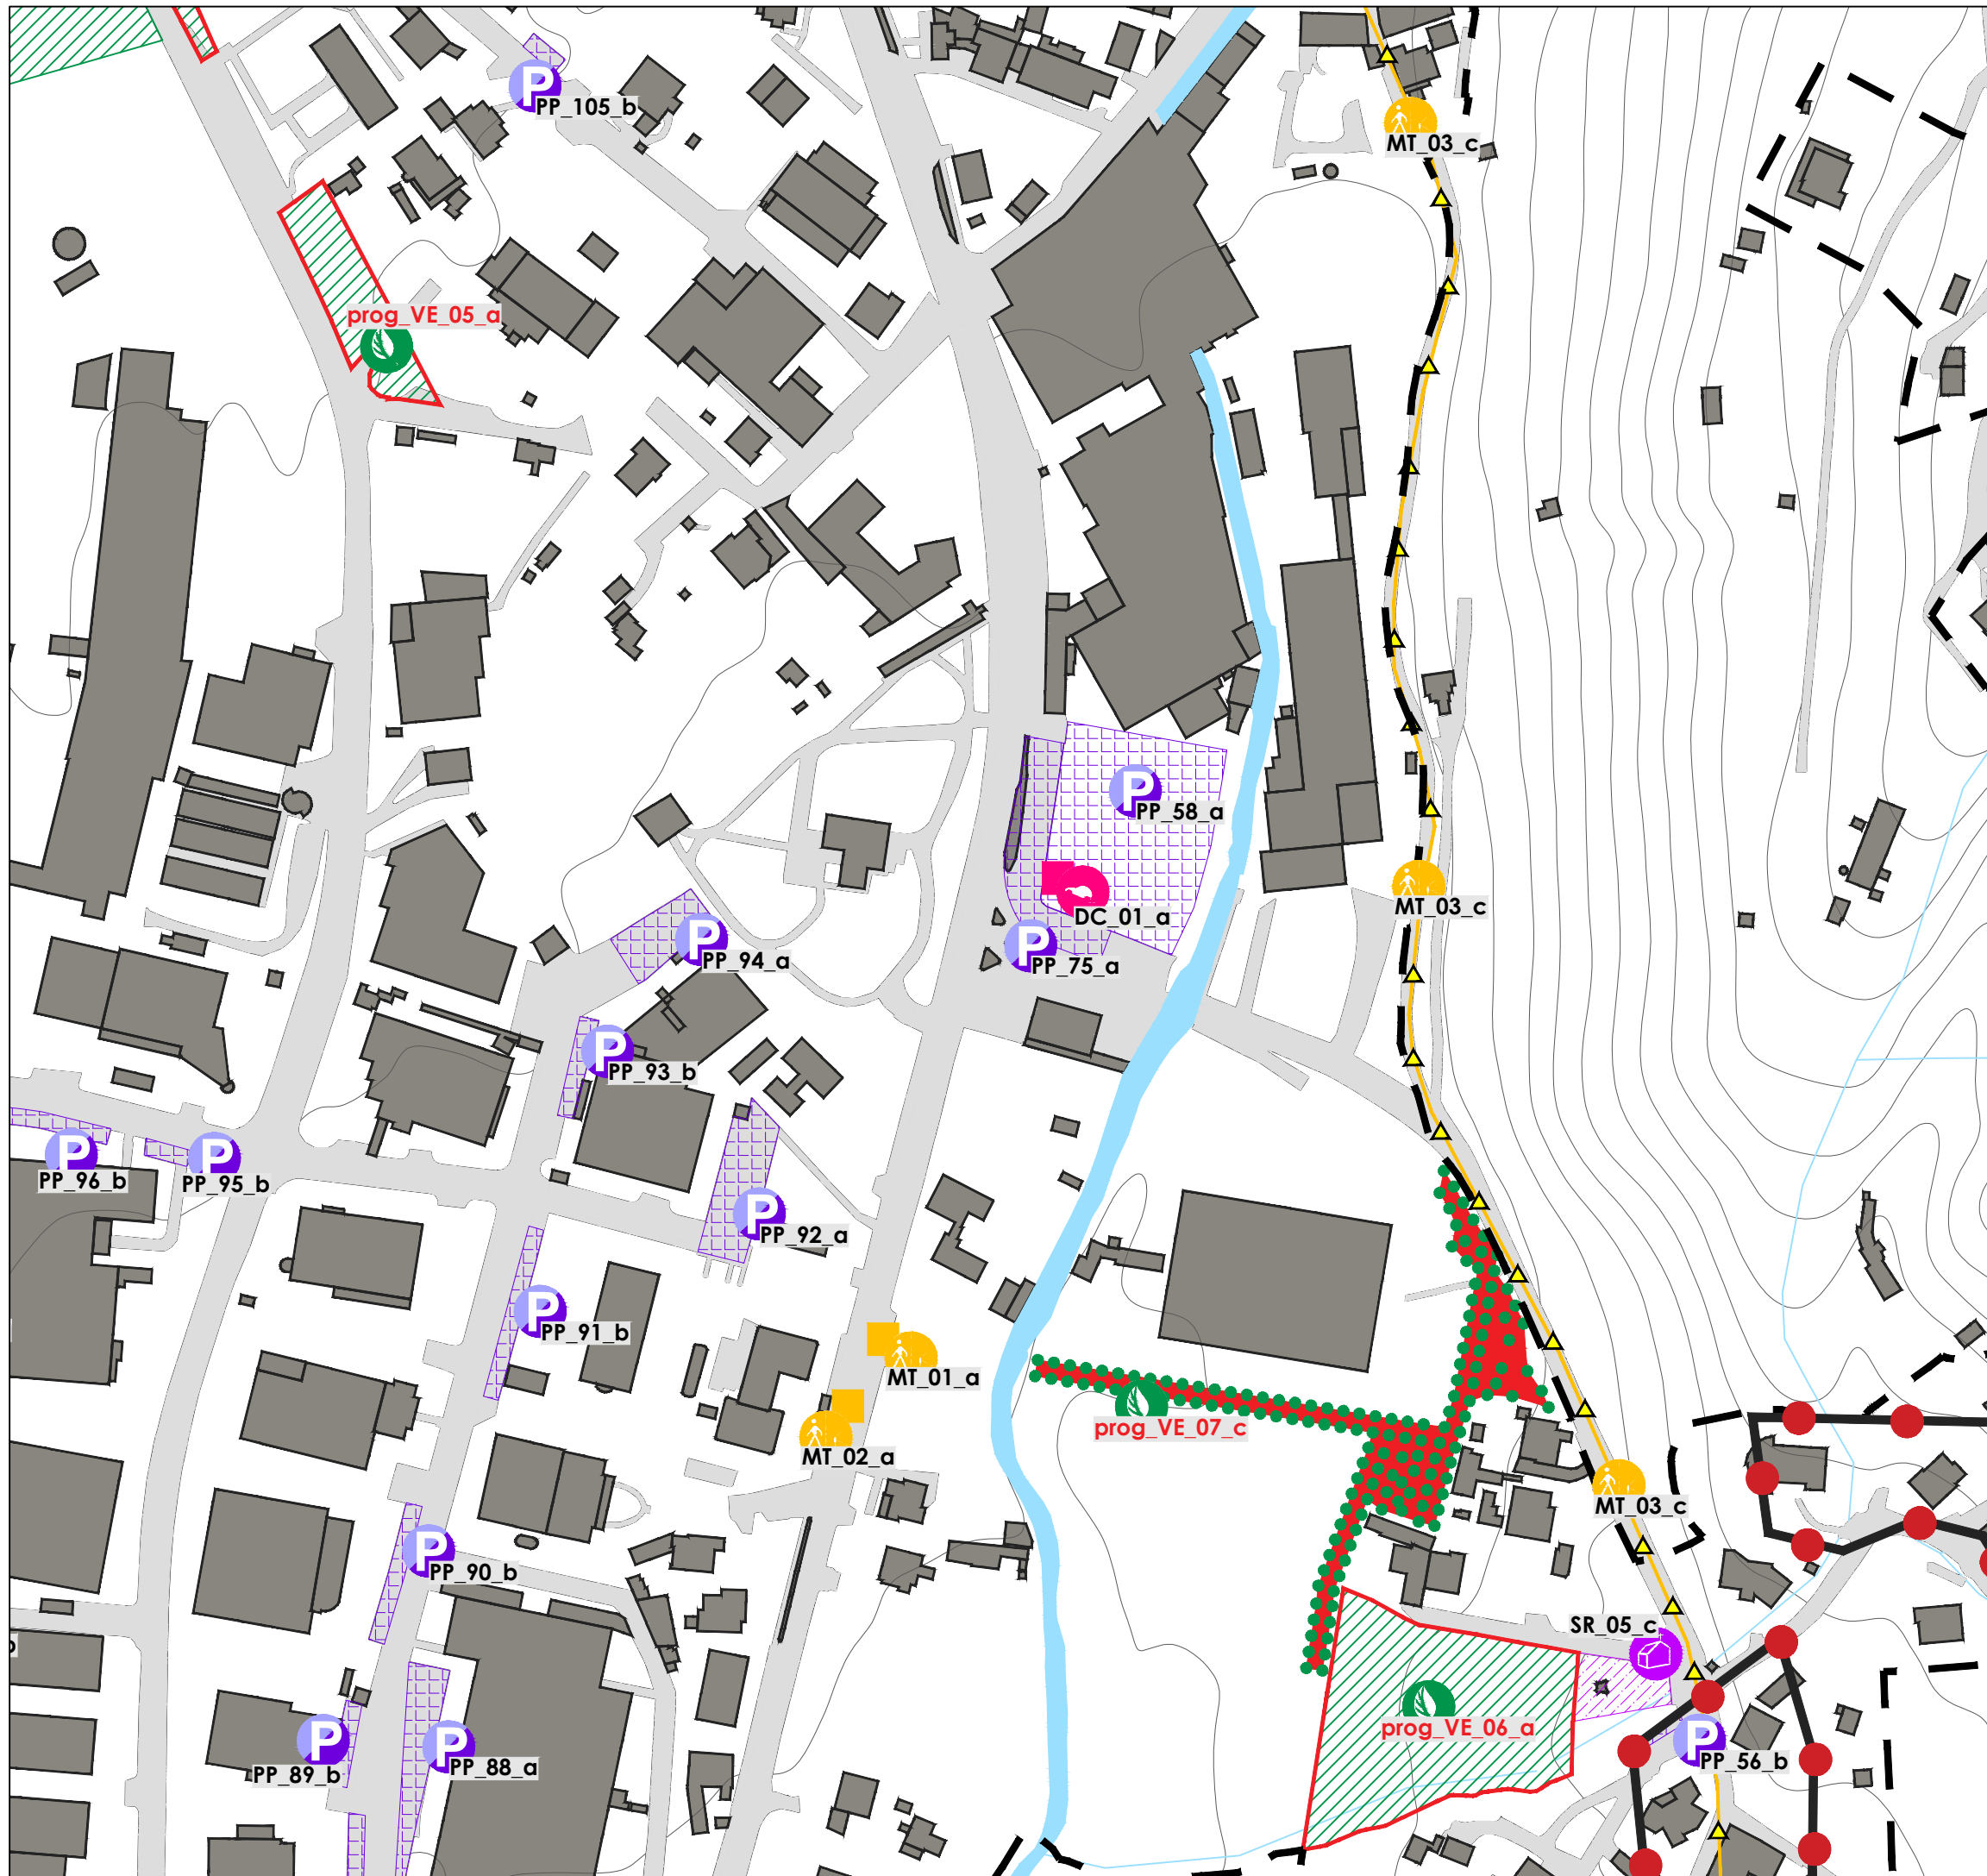 P
PP_105_b
MT_03_c
prog_VE_05_a
P
PP_58_a
DC_01_a
MT_03_c
P
PP_94_a
P
PP_75_a
P
PP_93_b
P
PP_96_b
P
PP_95_b
P
PP_92_a
P
PP_91_b
MT_01_a
prog_VE_07_c
MT_02_a
MT_03_c
P
PP_90_b
SR_05_c
prog_VE_06_a
P
PP_89_b
P
PP_88_a
P
PP_56_b